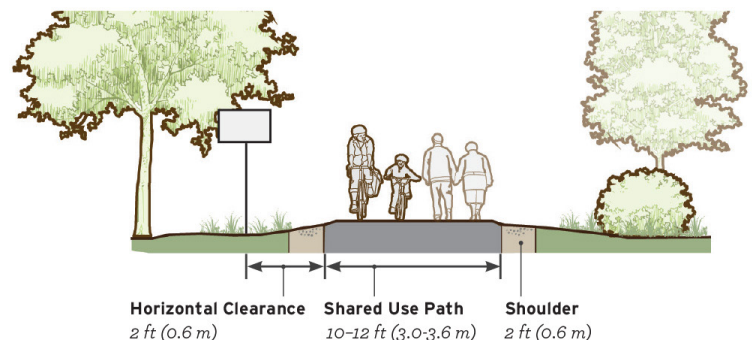 Horizontal Clearance
2 ft (0.6 m)
Shared Use Path
10–12 ft (3.0-3.6 m)
Shoulder
2 ft (0.6 m)